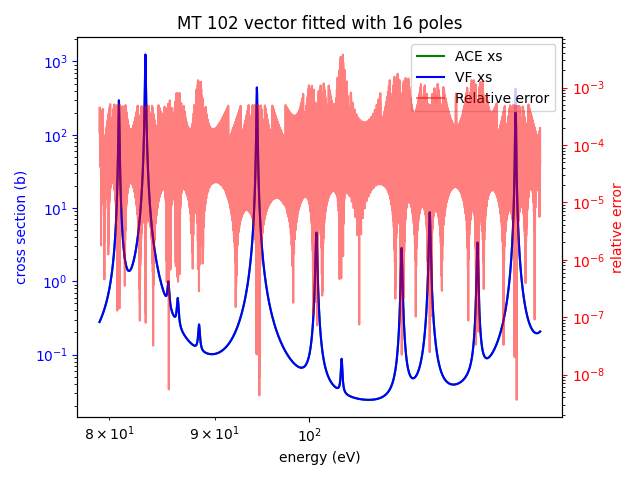 MT 102 vector fitted with 16 poles
ACE xs
VF xs
Relative error
cross section (b)
10³
10²
10¹
10⁰
10⁻¹
10⁻³
10⁻⁴
10⁻⁵
10⁻⁶
10⁻⁷
10⁻⁸
relative error
8 × 10¹
9 × 10¹
10²
energy (eV)